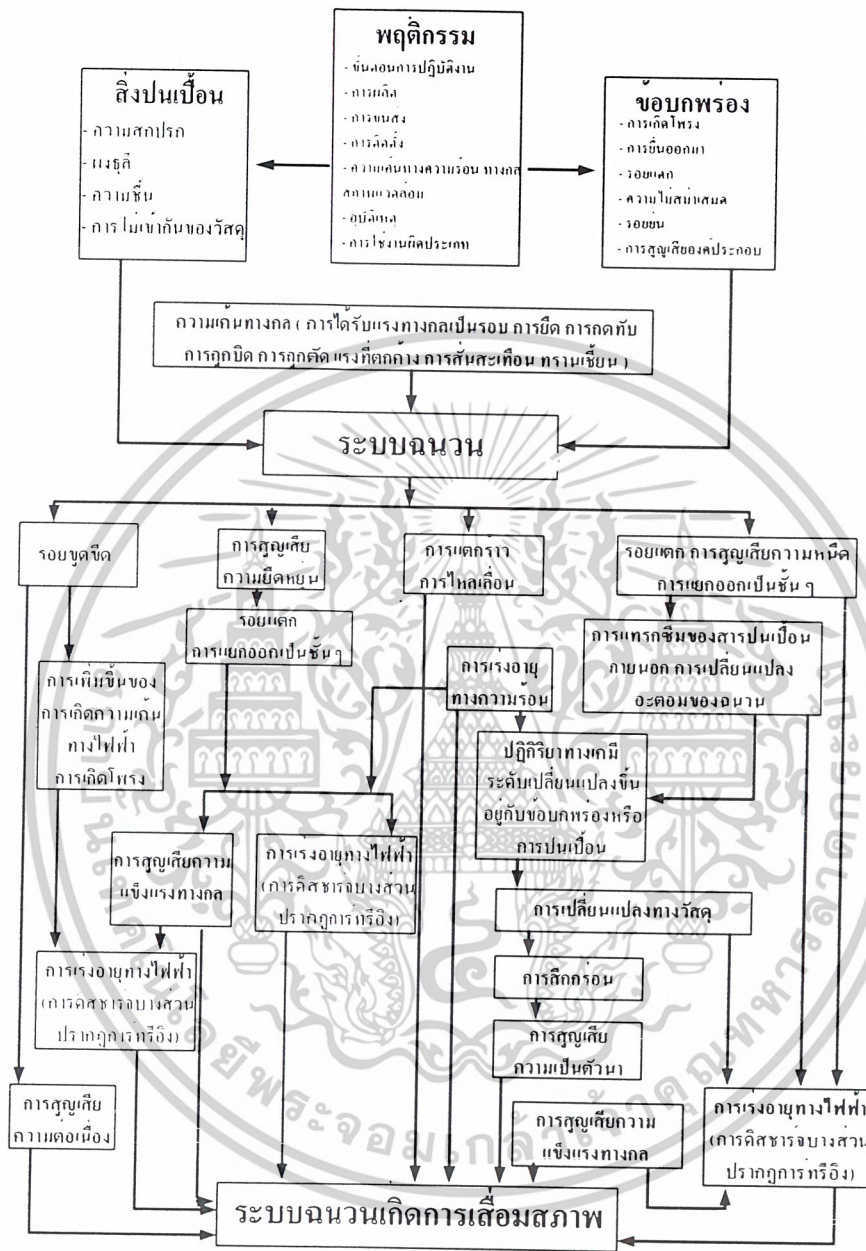 พฤติกรรม
- ขั้นตอนการปฏิบัติงาน
- การผลิต
- การขนส่ง
- การติดตั้ง
- ความเค้นทางความร้อน ทางกล
สภาพแวดล้อม
- อุบัติเหตุ
- การใช้งานผิดประเภท
สิ่งปนเปื้อน
- ความสกปรก
- ผงธุลี
- ความชื้น
- การไม่เข้ากันของวัสดุ
ข้อบกพร่อง
- การเกิดโพรง
- การยื่นออกมา
- รอยแตก
- ความไม่สม่ำเสมอ
- รอยย่น
- การสูญเสียองค์ประกอบ
ความเค้นทางกล ( การได้รับแรงทางกลเป็นรอบ การยืด การกดทับ
การถูกบิด การถูกตัด แรงที่ตกค้าง การสั่นสะเทือน ทรานเชี้ยน )
ระบบฉนวน
รอยขูดขีด
การสูญเสีย
ความยืดหยุ่น
การแตกร้าว
การไหลเลื่อน
รอยแตก การสูญเสียความหนืด
การแยกออกเป็นชั้น ๆ
รอยแตก
การแยกออกเป็นชั้น ๆ
การแทรกซึมของสารปนเปื้อน
ภายนอก การเปลี่ยนแปลง
อะตอมของฉนวน
การเพิ่มขึ้นของ
การเกิดความเค้น
ทางไฟฟ้า
การเกิดโพรง
การเร่งอายุ
ทางความร้อน
ปฏิกิริยาทางเคมี
ระดับเปลี่ยนแปลงขึ้น
อยู่กับข้อบกพร่องหรือ
การปนเปื้อน
การสูญเสียความ
แข็งแรงทางกล
การเร่งอายุทางไฟฟ้า
(การดิสชาร์จบางส่วน
ปรากฏการ์ทรีอิง)
การเปลี่ยนแปลงทางวัสดุ
การเร่งอายุทางไฟฟ้า
(การดิสชาร์จบางส่วน
ปรากฏการ์ทรีอิง)
การสึกกร่อน
การสูญเสีย
ความเป็นตัวนำ
การสูญเสีย
ความต่อเนื่อง
การสูญเสียความ
แข็งแรงทางกล
การเร่งอายุทางไฟฟ้า
(การดิสชาร์จบางส่วน
ปรากฏการ์ทรีอิง)
ระบบฉนวนเกิดการเสื่อมสภาพ
พระจอมเกล้าเจ้าคุณทหารลาดกระบัง